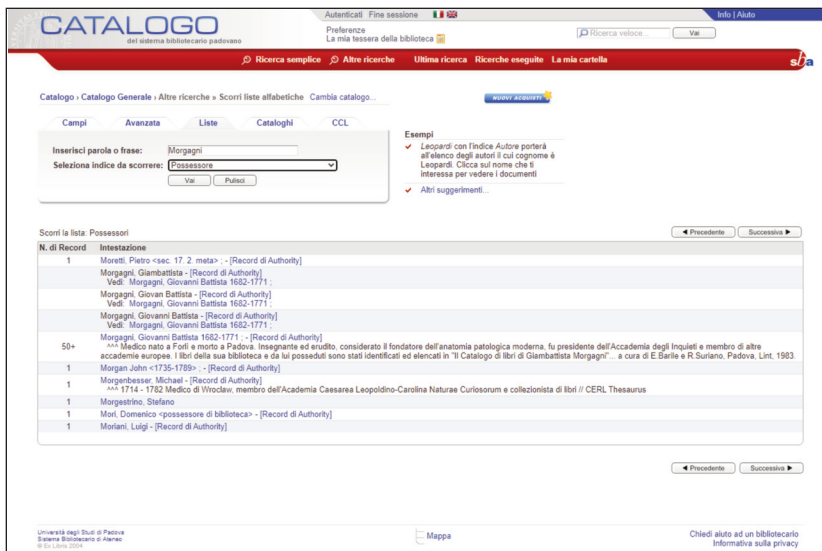 CATALOGO
del sistema bibliotecario padovano
Autenticati Fine sessione
Preferenze
La mia tessera della biblioteca
Info | Aiuto
Ricerca veloce...
Vai
Ricerca semplice Altre ricerche Ultima ricerca Ricerche eseguite La mia cartella
sba
Catalogo › Catalogo Generale › Altre ricerche » Scorri liste alfabetiche Cambia catalogo...
NUOVI ACQUISTI
Campi Avanzata Liste Cataloghi CCL
Inserisci parola o frase: Morgagni
Seleziona indice da scorrere: Possessore
Vai Pulisci
Esempi
Leopardi con l'indice Autore porterà
all'elenco degli autori il cui cognome è
Leopardi. Clicca sul nome che ti
interessa per vedere i documenti
Altri suggerimenti...
Scorri la lista: Possessori
Precedente Successiva
N. di Record Intestazione
1 Moretti, Pietro <sec. 17. 2. meta> ; - [Record di Authority]
Morgagni, Giambattista - [Record di Authority]
Vedi: Morgagni, Giovanni Battista 1682-1771 ;
Morgagni, Giovan Battista - [Record di Authority]
Vedi: Morgagni, Giovanni Battista 1682-1771 ;
Morgagni, Giovanni Battista - [Record di Authority]
Vedi: Morgagni, Giovanni Battista 1682-1771 ;
50+ Morgagni, Giovanni Battista 1682-1771 ; - [Record di Authority]
^^^ Medico nato a Forlì e morto a Padova. Insegnante ed erudito, considerato il fondatore dell'anatomia patologica moderna, fu presidente dell'Accademia degli Inquieti e membro di altre
accademie europee. I libri della sua biblioteca e da lui posseduti sono stati identificati ed elencati in "Il Catalogo di libri di Giambattista Morgagni"... a cura di E.Barile e R.Suriano, Padova, Lint, 1983.
1 Morgan John <1735-1789> ; - [Record di Authority]
1 Morgenbesser, Michael - [Record di Authority]
^^^ 1714 - 1782 Medico di Wroclaw, membro dell'Academia Caesarea Leopoldino-Carolina Naturae Curiosorum e collezionista di libri // CERL Thesaurus
1 Morgestrino, Stefano
1 Mori, Domenico <possessore di biblioteca> - [Record di Authority]
1 Moriani, Luigi - [Record di Authority]
Precedente Successiva
Università degli Studi di Padova
Sistema Bibliotecario di Ateneo
© Ex Libris 2004
Mappa
Chiedi aiuto ad un bibliotecario
Informativa sulla privacy